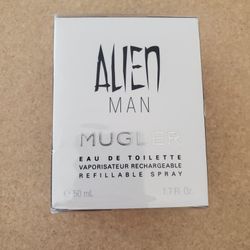 ALIEN
MAN
MUGLER
EAU DE TOILETTE
VAPORISATEUR RECHARGEABLE
REFILLABLE SPRAY
e 50 mL 1.7 Fl. Oz.